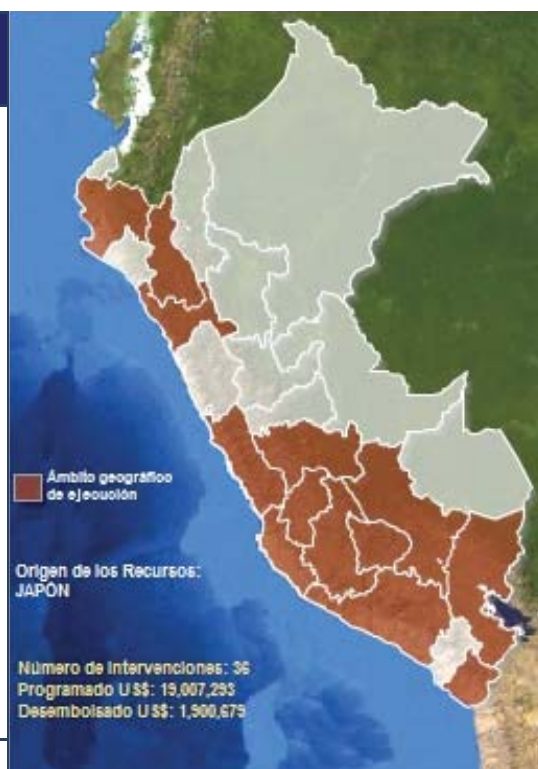 Ámbito geográfico
de ejecución
Origen de los Recursos:
JAPÓN
Número de Intervenciones: 36
Programado US$: 19,007,293
Desembolsado US$: 1,900,679